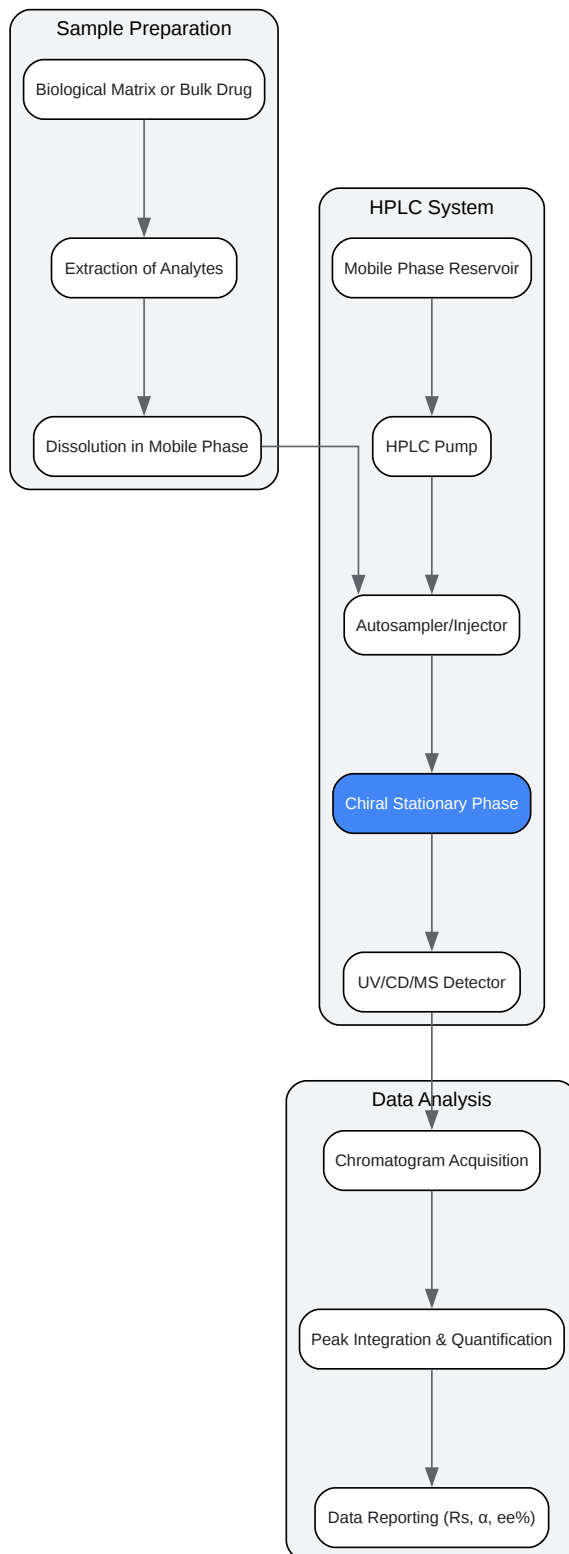 Sample Preparation
Biological Matrix or Bulk Drug
Extraction of Analytes
Dissolution in Mobile Phase
HPLC System
Mobile Phase Reservoir
HPLC Pump
Autosampler/Injector
Chiral Stationary Phase
UV/CD/MS Detector
Data Analysis
Chromatogram Acquisition
Peak Integration & Quantification
Data Reporting (Rs, α, ee%)